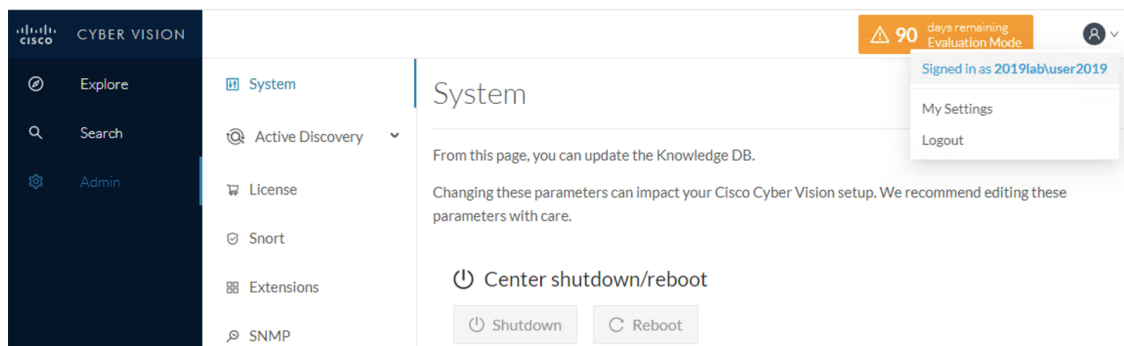 cisco CYBER VISION
90 days remaining
Evaluation Mode
Signed in as 2019lab\user2019
My Settings
Logout
Explore
Search
Admin
System
Active Discovery
License
Snort
Extensions
SNMP
System
From this page, you can update the Knowledge DB.
Changing these parameters can impact your Cisco Cyber Vision setup. We recommend editing these
parameters with care.
Center shutdown/reboot
Shutdown Reboot